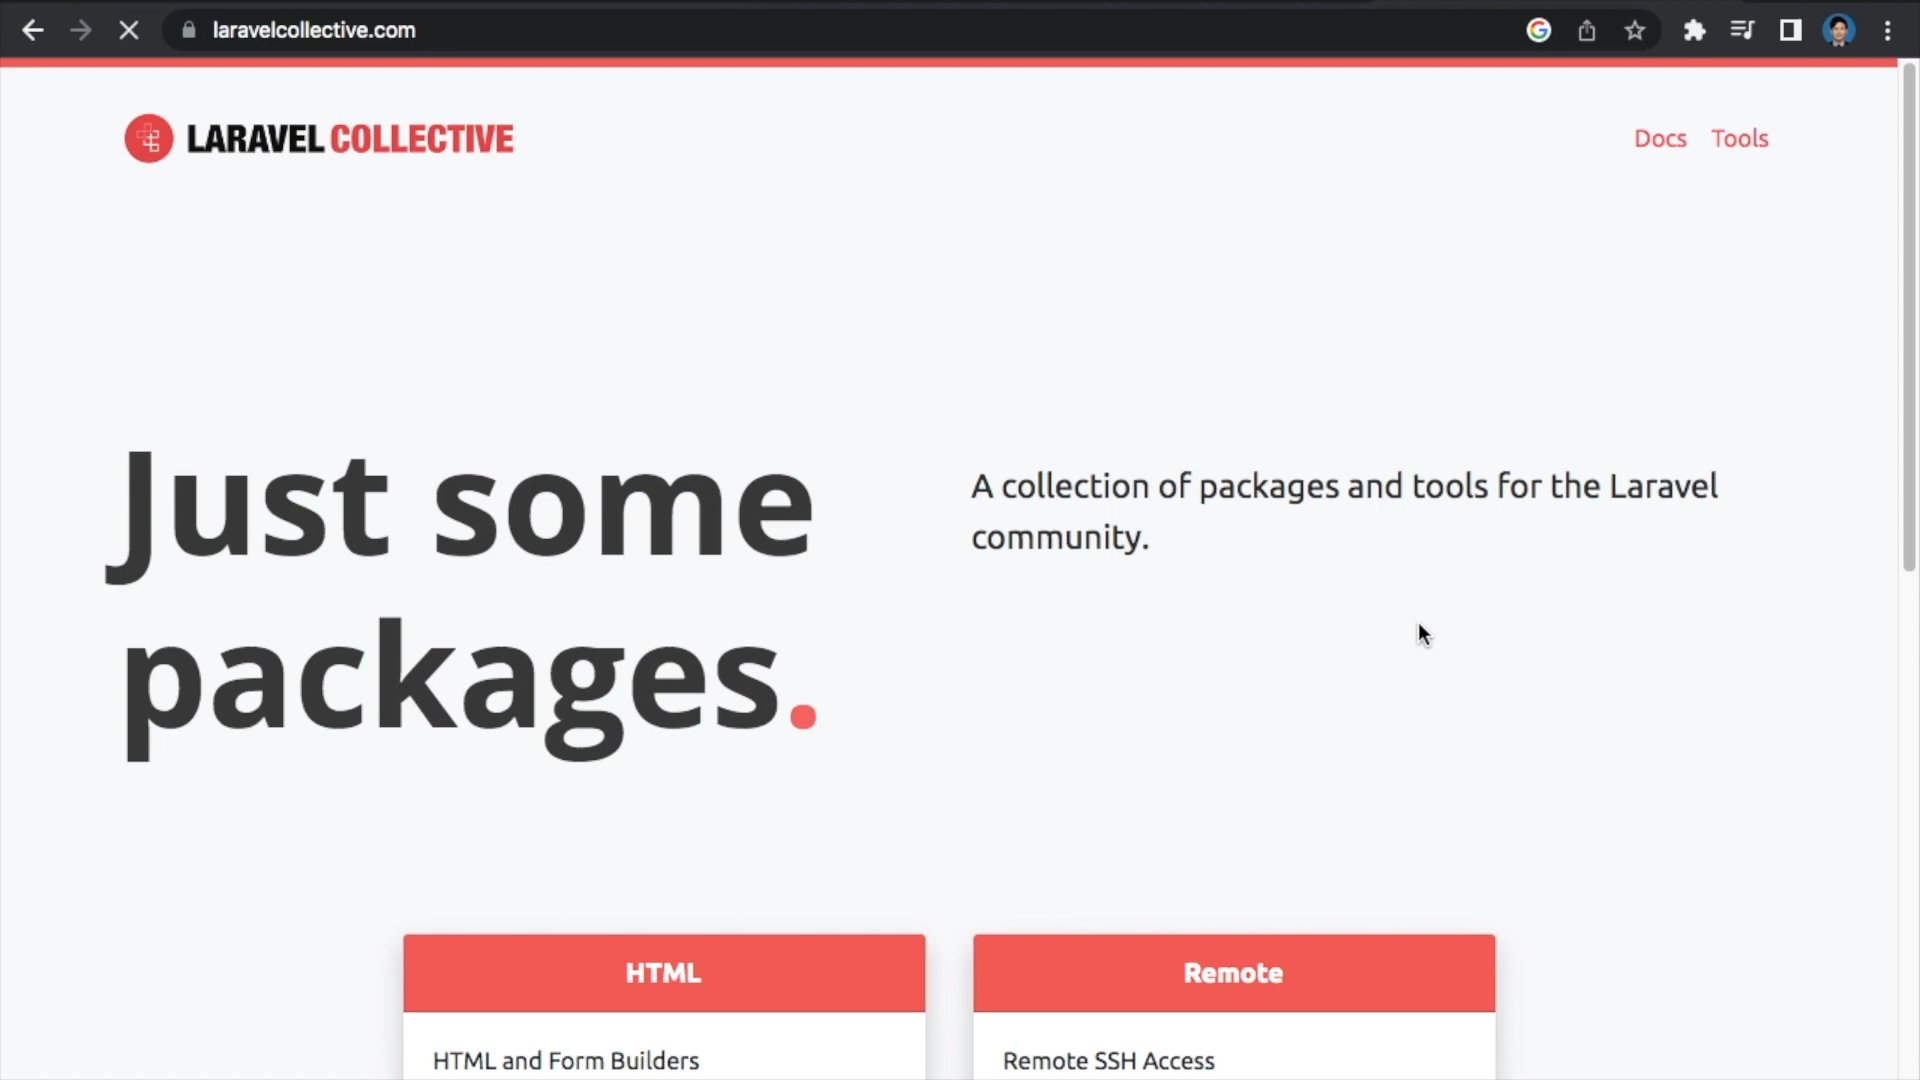 laravelcollective.com
LARAVEL COLLECTIVE
Docs Tools
Just some
packages.
A collection of packages and tools for the Laravel
community.
HTML
HTML and Form Builders
Remote
Remote SSH Access